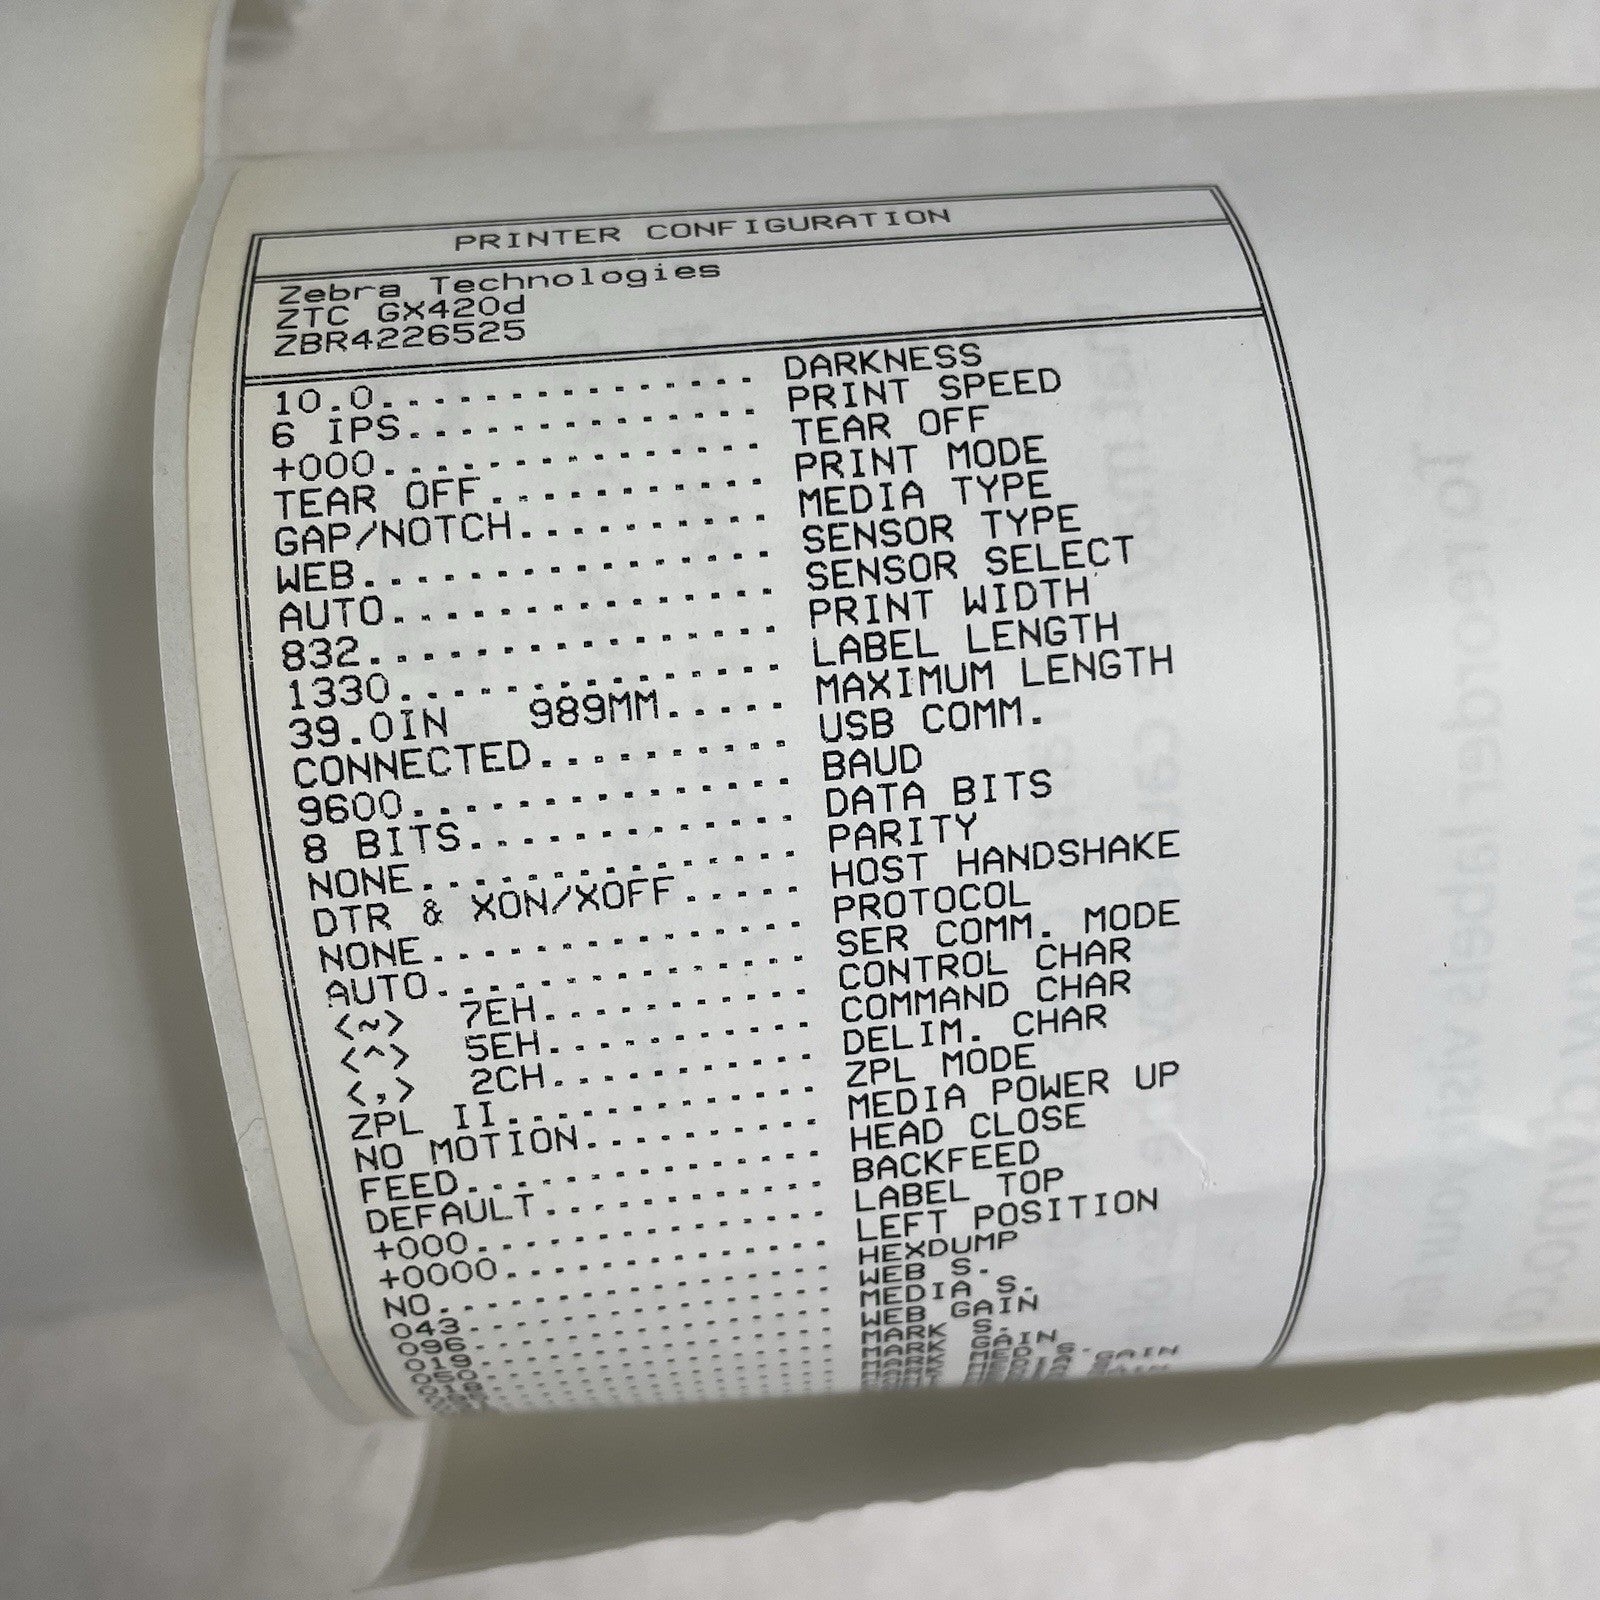 PRINTER CONFIGURATION
Zebra Technologies
ZTC GX420d
ZBR4226525
10.0............... DARKNESS
6 IPS.............. PRINT SPEED
+000............... TEAR OFF
TEAR OFF........... PRINT MODE
GAP/NOTCH.......... MEDIA TYPE
WEB................ SENSOR TYPE
AUTO............... SENSOR SELECT
832................ PRINT WIDTH
1330............... LABEL LENGTH
39.0IN   989MM..... MAXIMUM LENGTH
CONNECTED.......... USB COMM.
9600............... BAUD
8 BITS............. DATA BITS
NONE............... PARITY
DTR & XON/XOFF..... HOST HANDSHAKE
NONE............... PROTOCOL
AUTO............... SER COMM. MODE
<~>  7EH........... CONTROL CHAR
<^>  5EH........... COMMAND CHAR
<,>  2CH........... DELIM. CHAR
ZPL II............. ZPL MODE
NO MOTION.......... MEDIA POWER UP
FEED............... HEAD CLOSE
DEFAULT............ BACKFEED
+000............... LABEL TOP
+0000.............. LEFT POSITION
NO................. HEXDUMP
043................ WEB S.
096................ MEDIA S.
019................ WEB GAIN
050................ MARK S.
018................ MARK GAIN